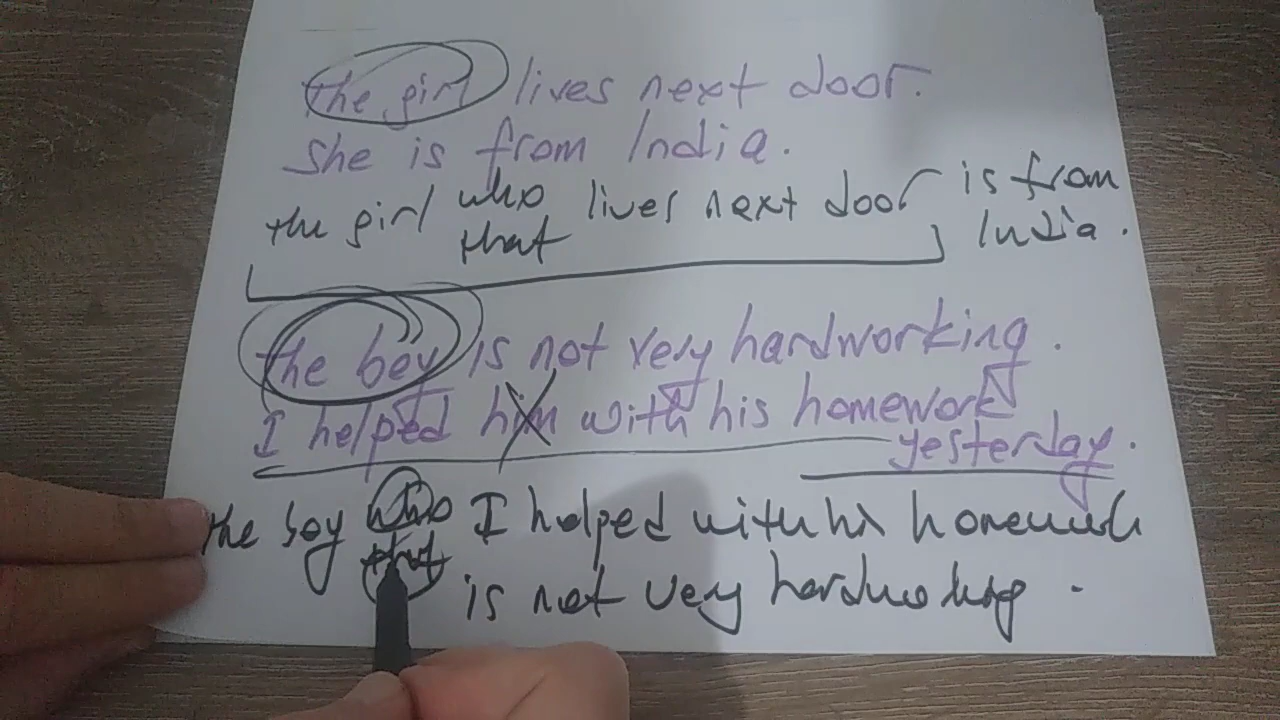 the girl lives next door.
She is from India.
the girl who lives next door is from
that India.
the boy is not very hardworking.
I helped him with his homework
yesterday.
the boy who I helped with his homework
that is not very hardworking.